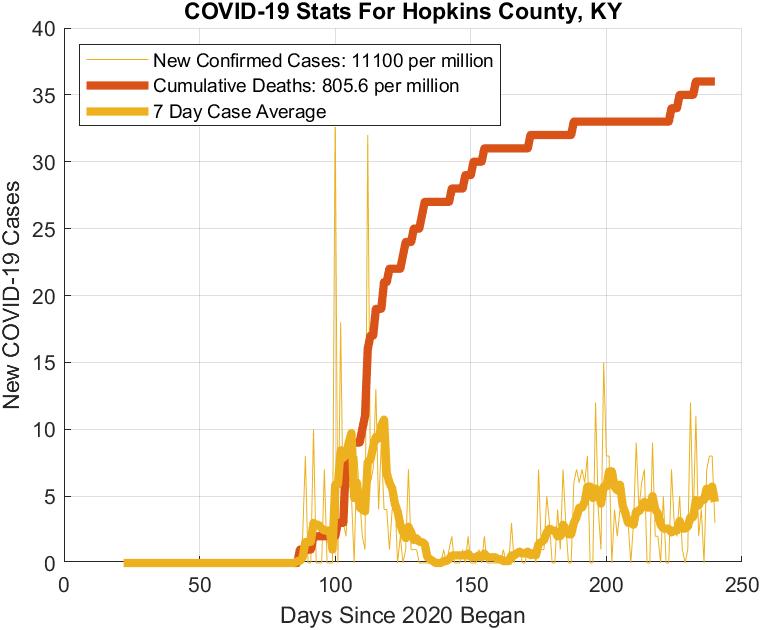 COVID-19 Stats For Hopkins County, KY
New Confirmed Cases: 11100 per million
Cumulative Deaths: 805.6 per million
7 Day Case Average
New COVID-19 Cases
40
35
30
25
20
15
10
5
0
0 50 100 150 200 250
Days Since 2020 Began